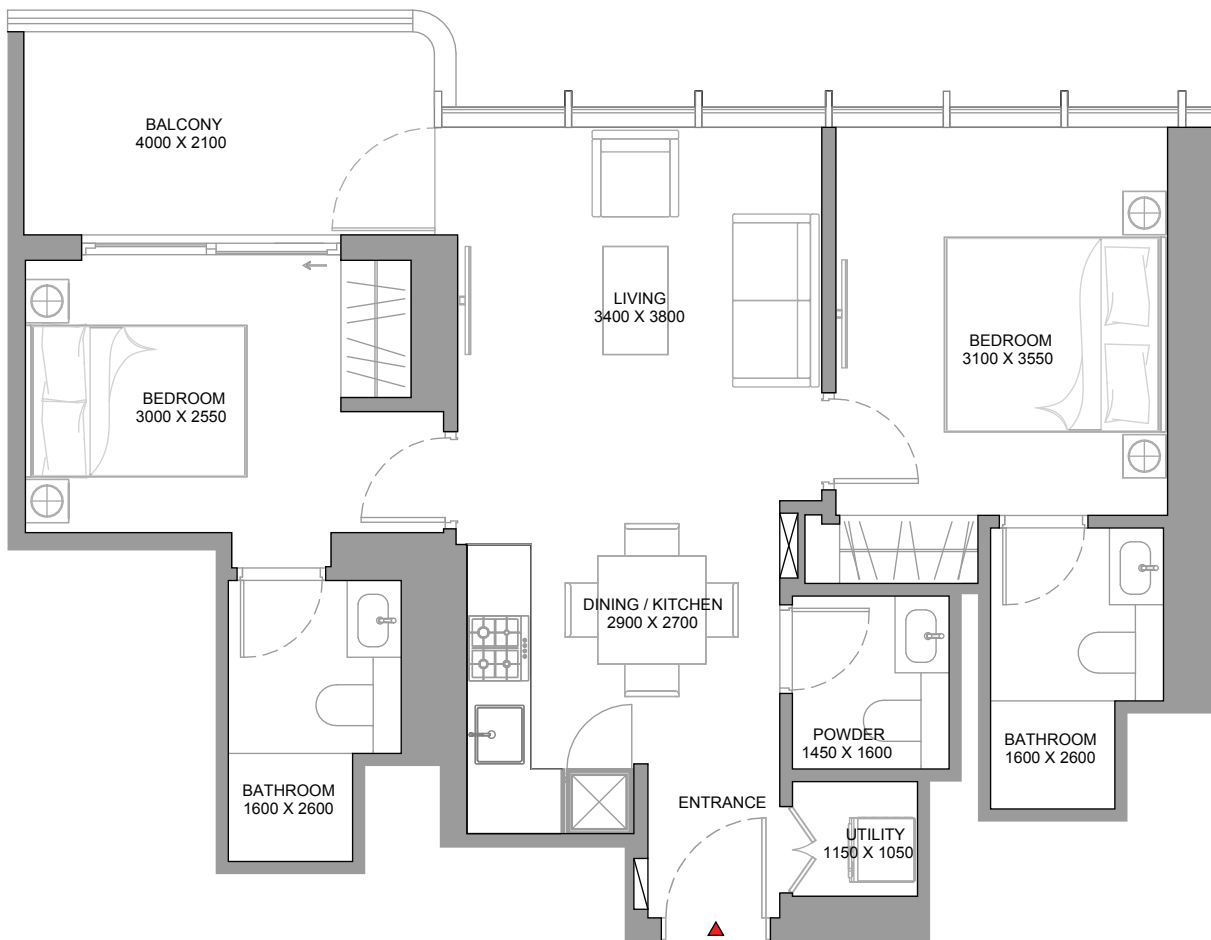 BALCONY
4000 X 2100
LIVING
3400 X 3800
BEDROOM
3100 X 3550
BEDROOM
3000 X 2550
DINING / KITCHEN
2900 X 2700
POWDER
1450 X 1600
BATHROOM
1600 X 2600
BATHROOM
1600 X 2600
ENTRANCE
UTILITY
1150 X 1050